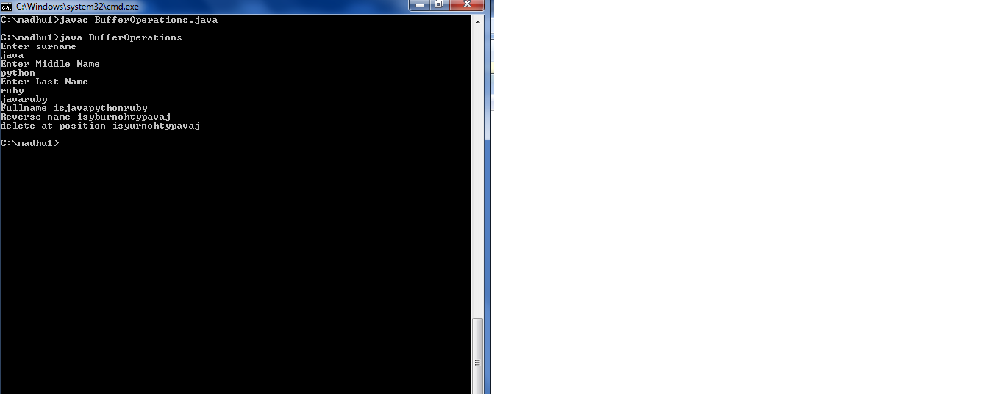 C:\Windows\system32\cmd.exe
C:\madhu1>javac BufferOperations.java
C:\madhu1>java BufferOperations
Enter surname
java
Enter Middle Name
python
Enter Last Name
ruby
javaruby
Fullname isjavapythonruby
Reverse name isyburnohtypavaj
delete at position isyurnohtypavaj
C:\madhu1>